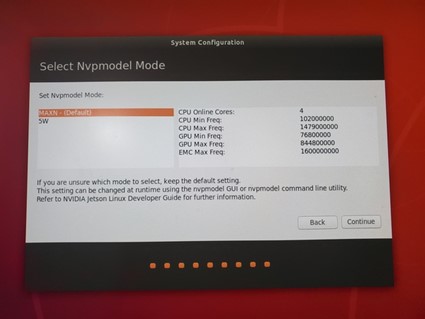 System Configuration
Select Nvpmodel Mode
Set Nvpmodel Mode:
MAXN - (Default)
5W
CPU Online Cores: 4
CPU Min Freq: 102000000
CPU Max Freq: 1479000000
GPU Min Freq: 76800000
GPU Max Freq: 844800000
EMC Max Freq: 1600000000
If you are unsure which mode to select, keep the default setting.
This setting can be changed at runtime using the nvpmodel GUI or nvpmodel command line utility.
Refer to NVIDIA Jetson Linux Developer Guide for further information.
Back Continue